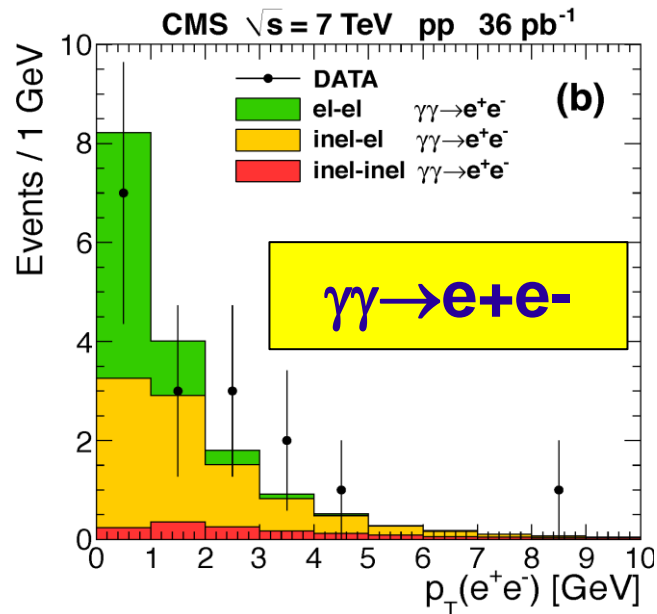 CMS √s = 7 TeV pp 36 pb⁻¹
Events / 1 GeV
10
8
6
4
2
0
DATA
(b)
el-el γγ→e⁺e⁻
inel-el γγ→e⁺e⁻
inel-inel γγ→e⁺e⁻
γγ→e+e-
0 1 2 3 4 5 6 7 8 9 10
p_T(e⁺e⁻) [GeV]